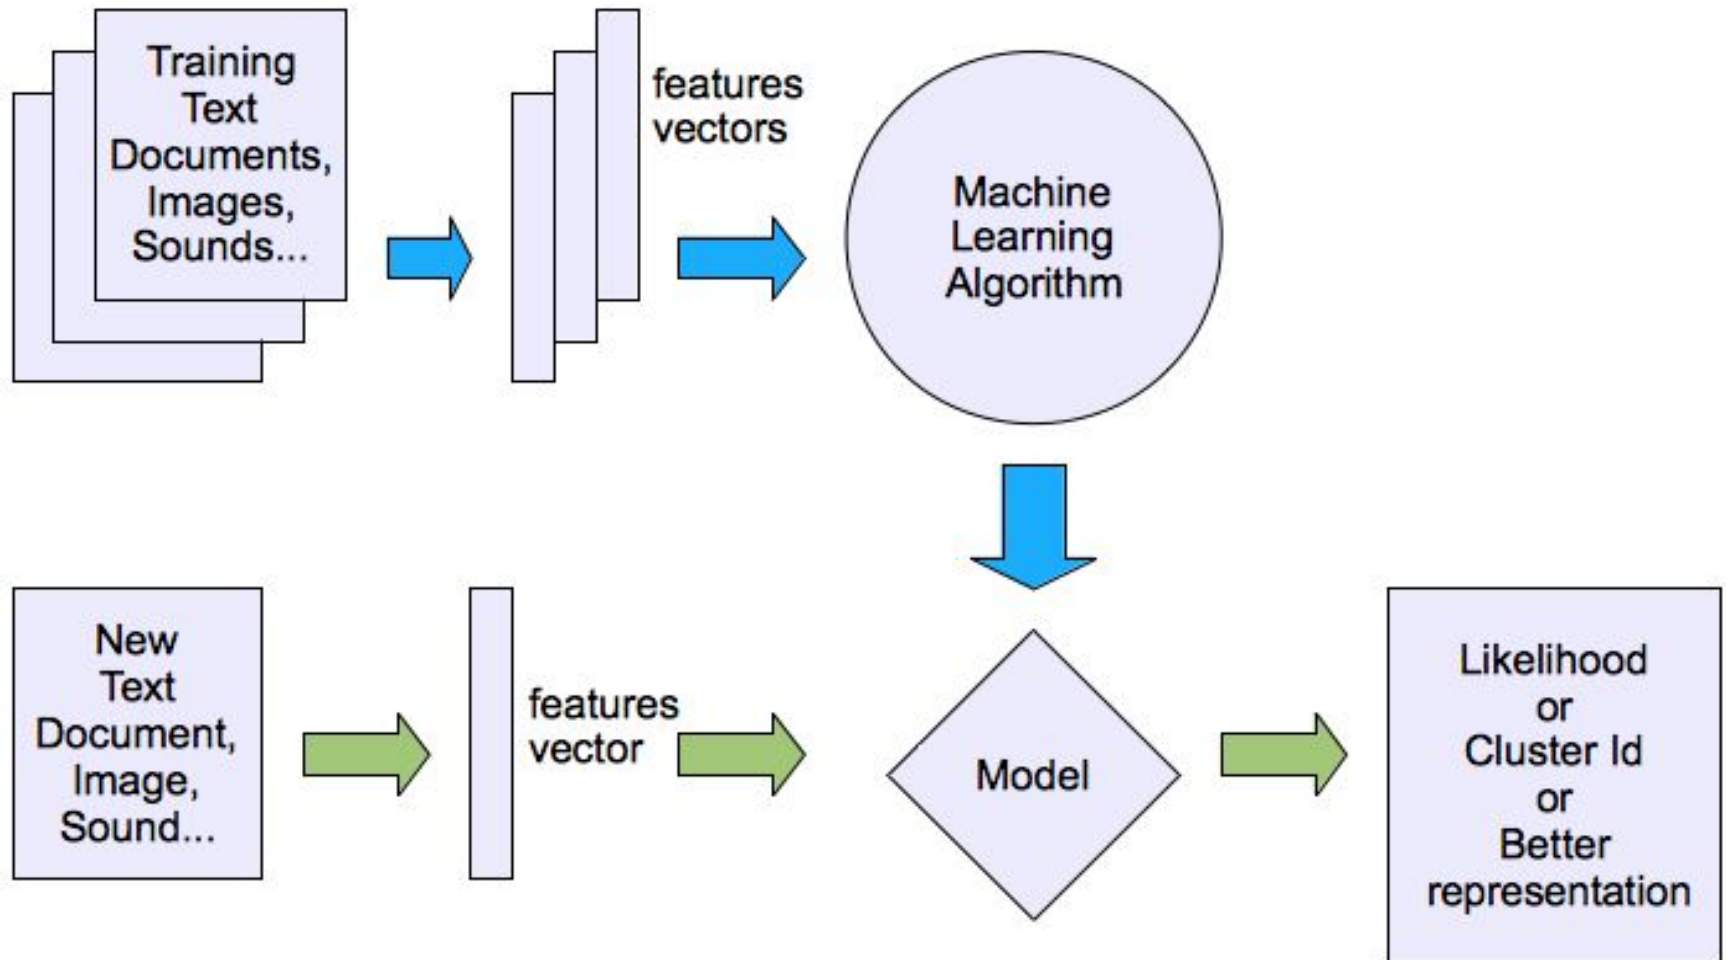 Training
Text
Documents,
Images,
Sounds...
features
vectors
Machine
Learning
Algorithm
New
Text
Document,
Image,
Sound...
features
vector
Model
Likelihood
or
Cluster Id
or
Better
representation